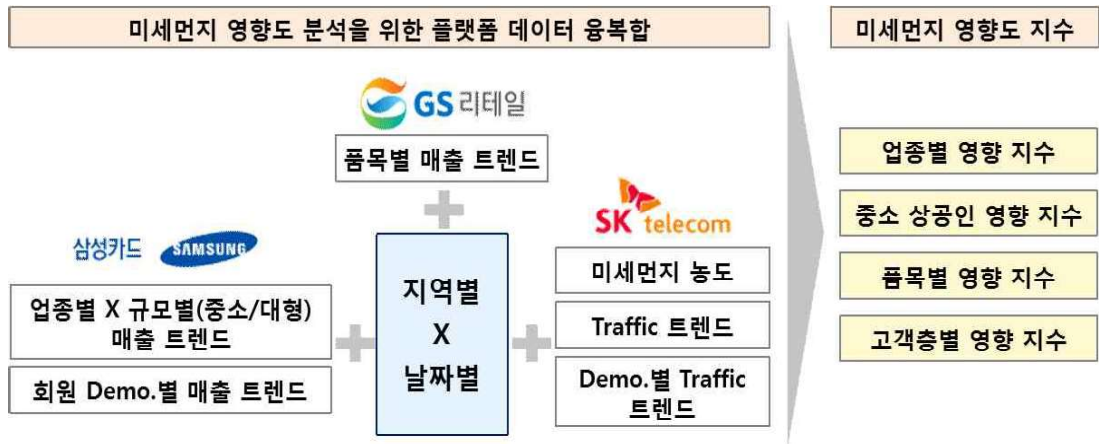 미세먼지 영향도 분석을 위한 플랫폼 데이터 융복합
미세먼지 영향도 지수
GS 리테일
품목별 매출 트렌드
삼성카드 SAMSUNG
업종별 X 규모별(중소/대형)
매출 트렌드
회원 Demo.별 매출 트렌드
지역별
X
날짜별
SK telecom
미세먼지 농도
Traffic 트렌드
Demo.별 Traffic
트렌드
업종별 영향 지수
중소 상공인 영향 지수
품목별 영향 지수
고객층별 영향 지수